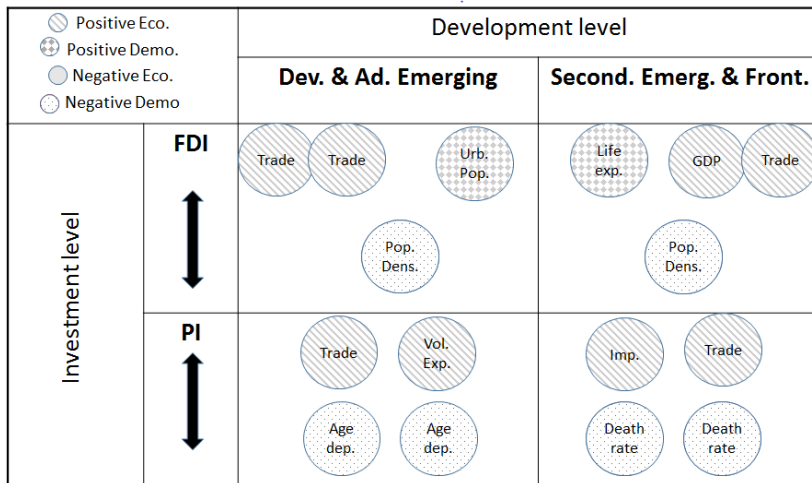 Positive Eco.
Positive Demo.
Negative Eco.
Negative Demo
Development level
Dev. & Ad. Emerging
Second. Emerg. & Front.
Investment level
FDI
Trade
Trade
Urb.
Pop.
Pop.
Dens.
Life
exp.
GDP
Trade
Pop.
Dens.
PI
Trade
Vol.
Exp.
Age
dep.
Age
dep.
Imp.
Trade
Death
rate
Death
rate